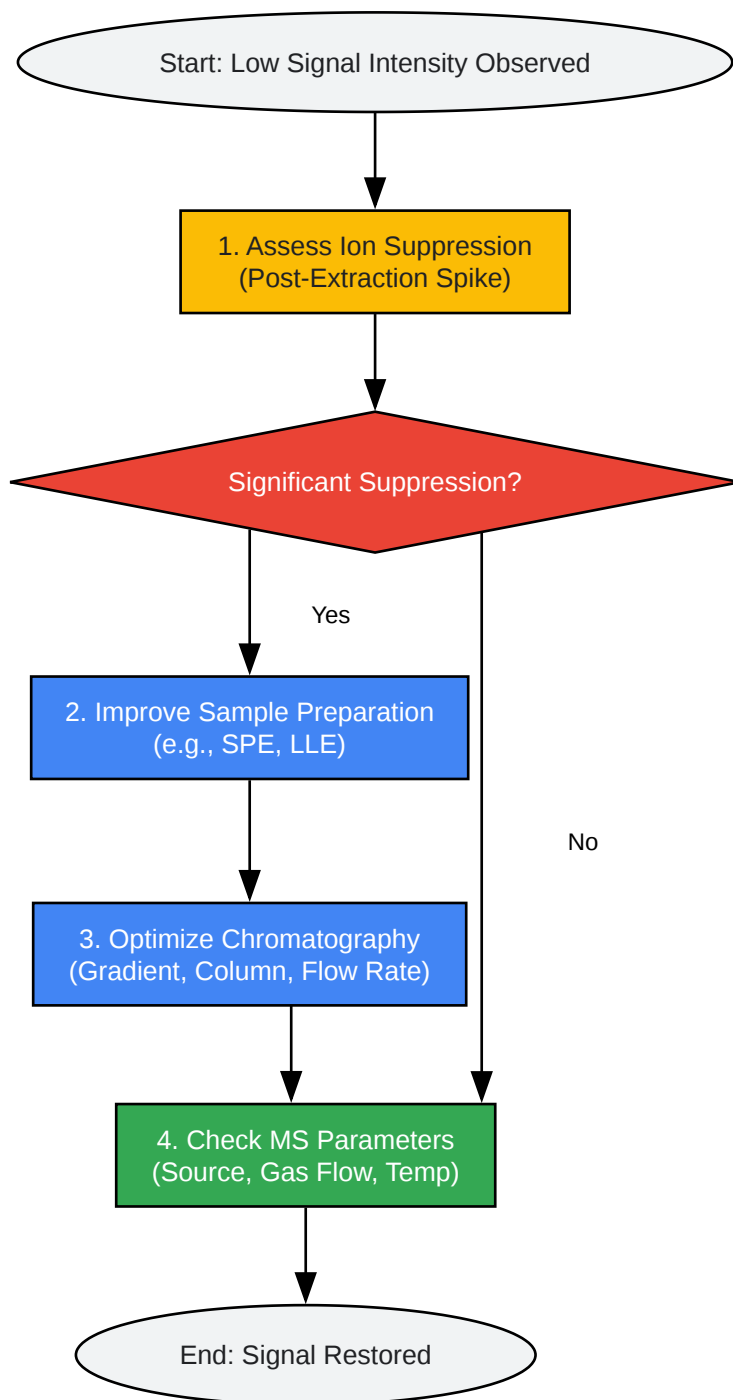 Start: Low Signal Intensity Observed
1. Assess Ion Suppression
(Post-Extraction Spike)
Significant Suppression?
Yes
2. Improve Sample Preparation
(e.g., SPE, LLE)
No
3. Optimize Chromatography
(Gradient, Column, Flow Rate)
4. Check MS Parameters
(Source, Gas Flow, Temp)
End: Signal Restored